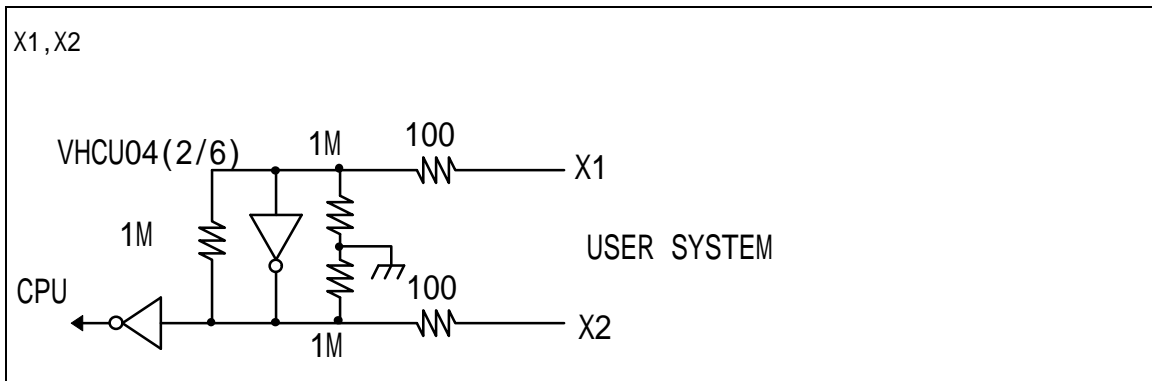 X1,X2
VHCU04(2/6)
1M
100
X1
1M
USER SYSTEM
CPU
100
1M
X2